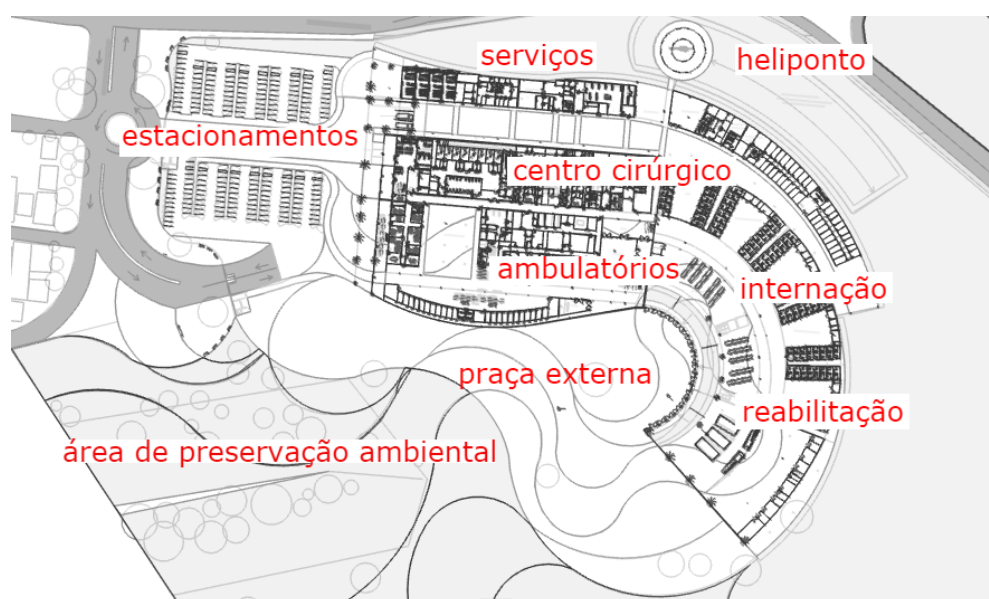 serviços
heliponto
estacionamentos
centro cirúrgico
ambulatórios
internação
praça externa
reabilitação
área de preservação ambiental